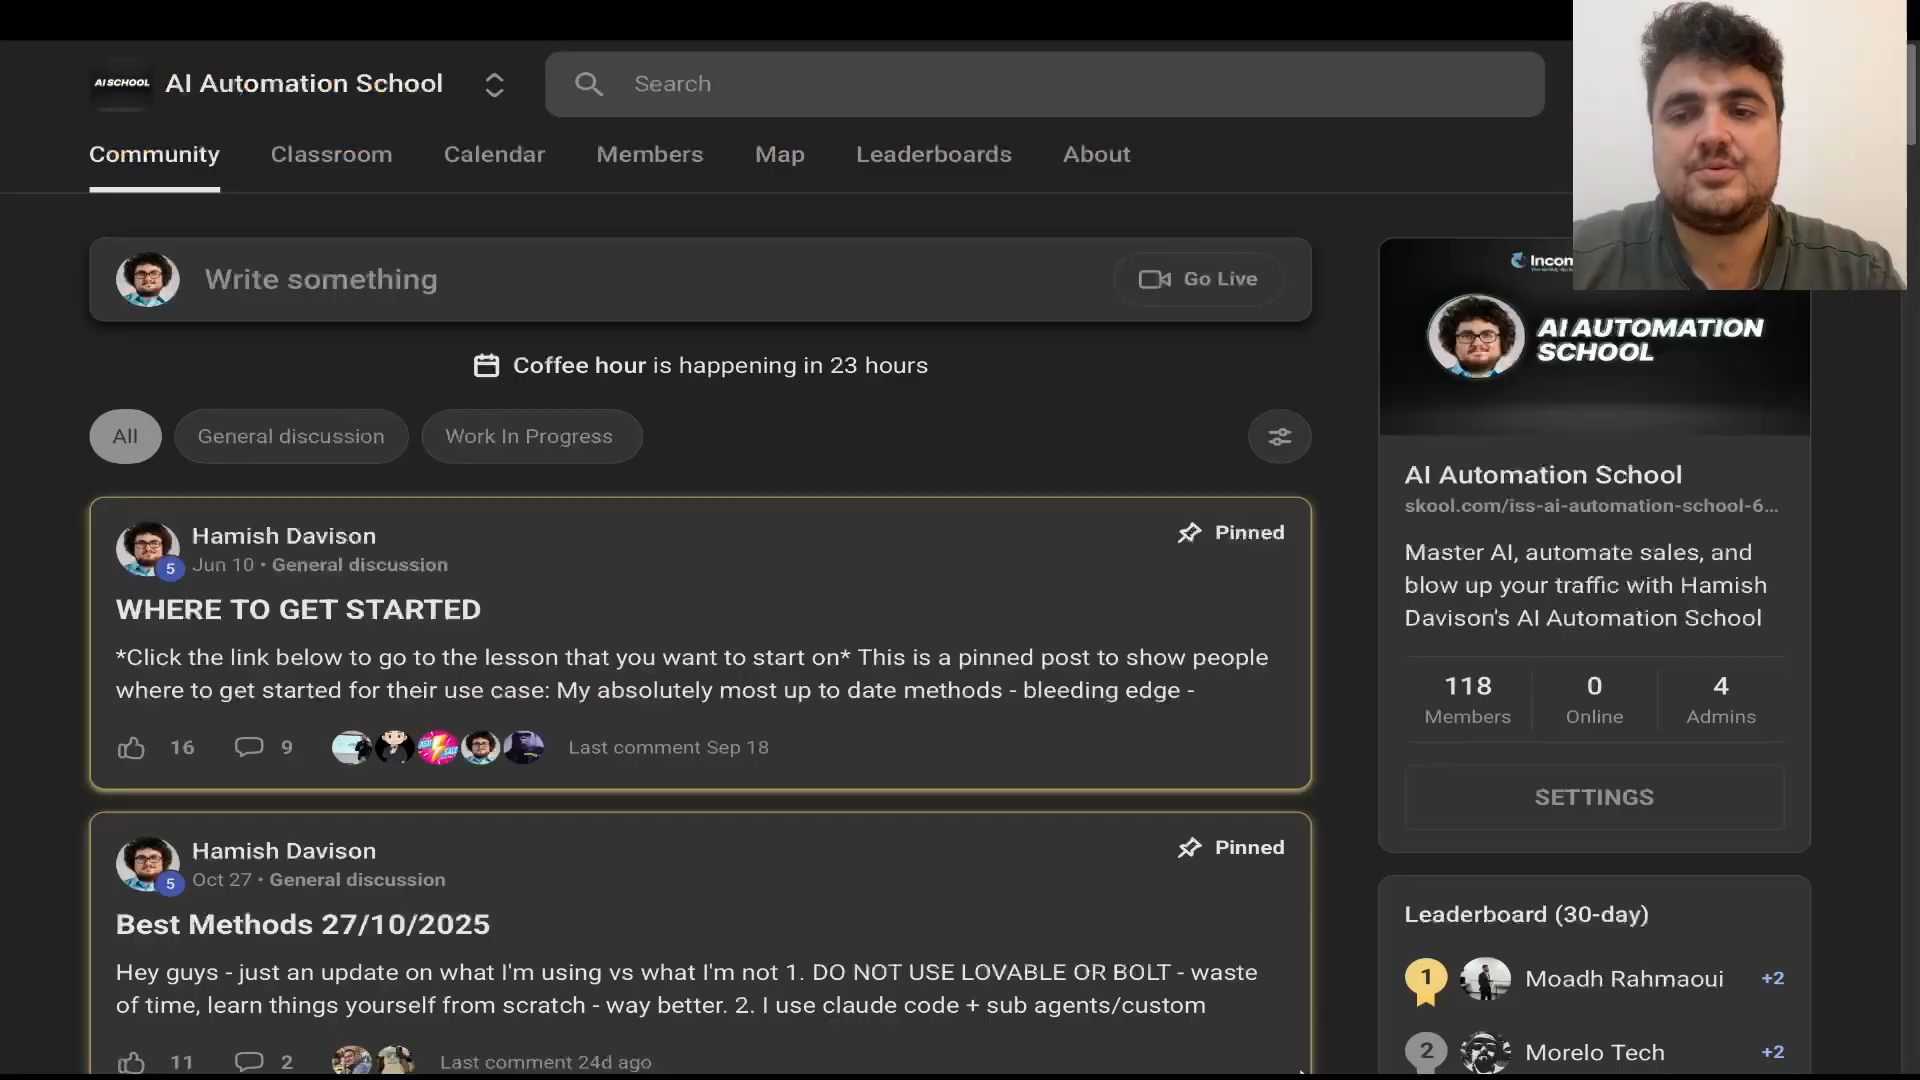 AI SCHOOL
AI Automation School
Search
Community
Classroom
Calendar
Members
Map
Leaderboards
About
Write something
Go Live
Coffee hour is happening in 23 hours
All
General discussion
Work In Progress
Hamish Davison
5
Jun 10 • General discussion
Pinned
WHERE TO GET STARTED
*Click the link below to go to the lesson that you want to start on* This is a pinned post to show people
where to get started for their use case: My absolutely most up to date methods - bleeding edge -
16
9
Last comment Sep 18
Hamish Davison
5
Oct 27 • General discussion
Pinned
Best Methods 27/10/2025
Hey guys - just an update on what I'm using vs what I'm not 1. DO NOT USE LOVABLE OR BOLT - waste
of time, learn things yourself from scratch - way better. 2. I use claude code + sub agents/custom
11
2
Last comment 24d ago
AI AUTOMATION
SCHOOL
AI Automation School
skool.com/iss-ai-automation-school-6...
Master AI, automate sales, and
blow up your traffic with Hamish
Davison's AI Automation School
118
Members
0
Online
4
Admins
SETTINGS
Leaderboard (30-day)
1
Moadh Rahmaoui
+2
2
Morelo Tech
+2